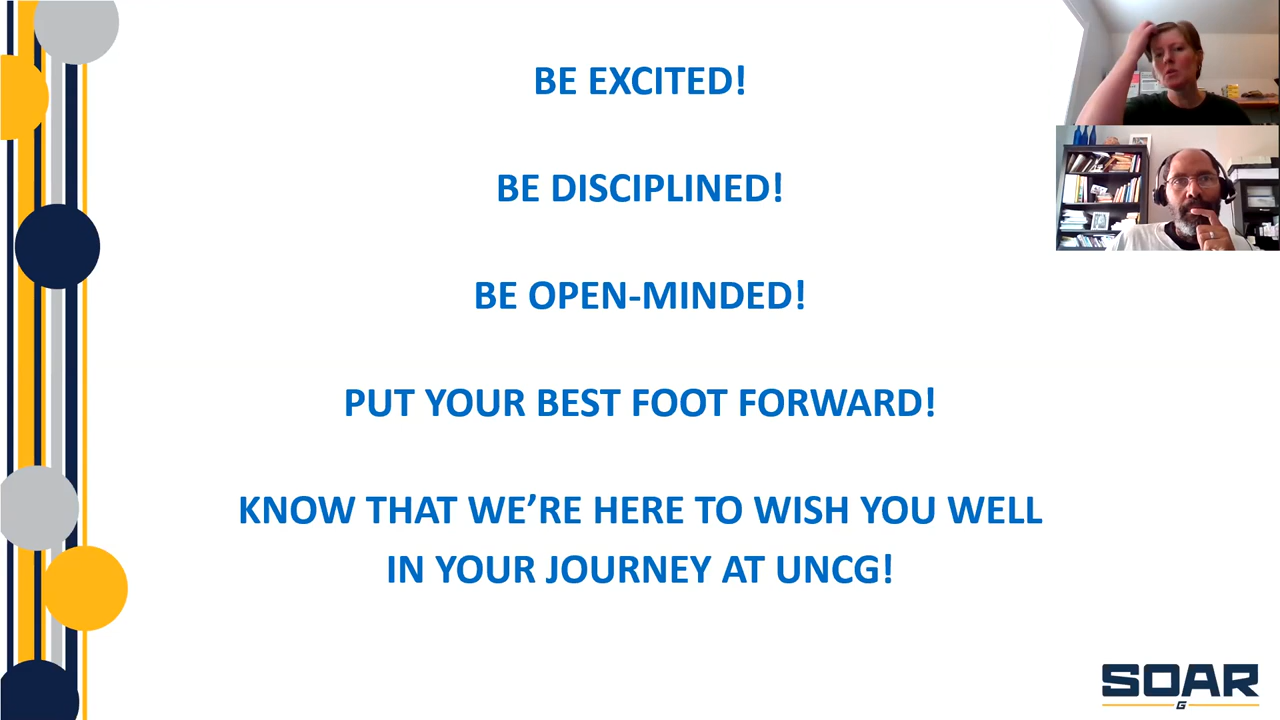 BE EXCITED!
BE DISCIPLINED!
BE OPEN-MINDED!
PUT YOUR BEST FOOT FORWARD!
KNOW THAT WE’RE HERE TO WISH YOU WELL
IN YOUR JOURNEY AT UNCG!
SOAR
G